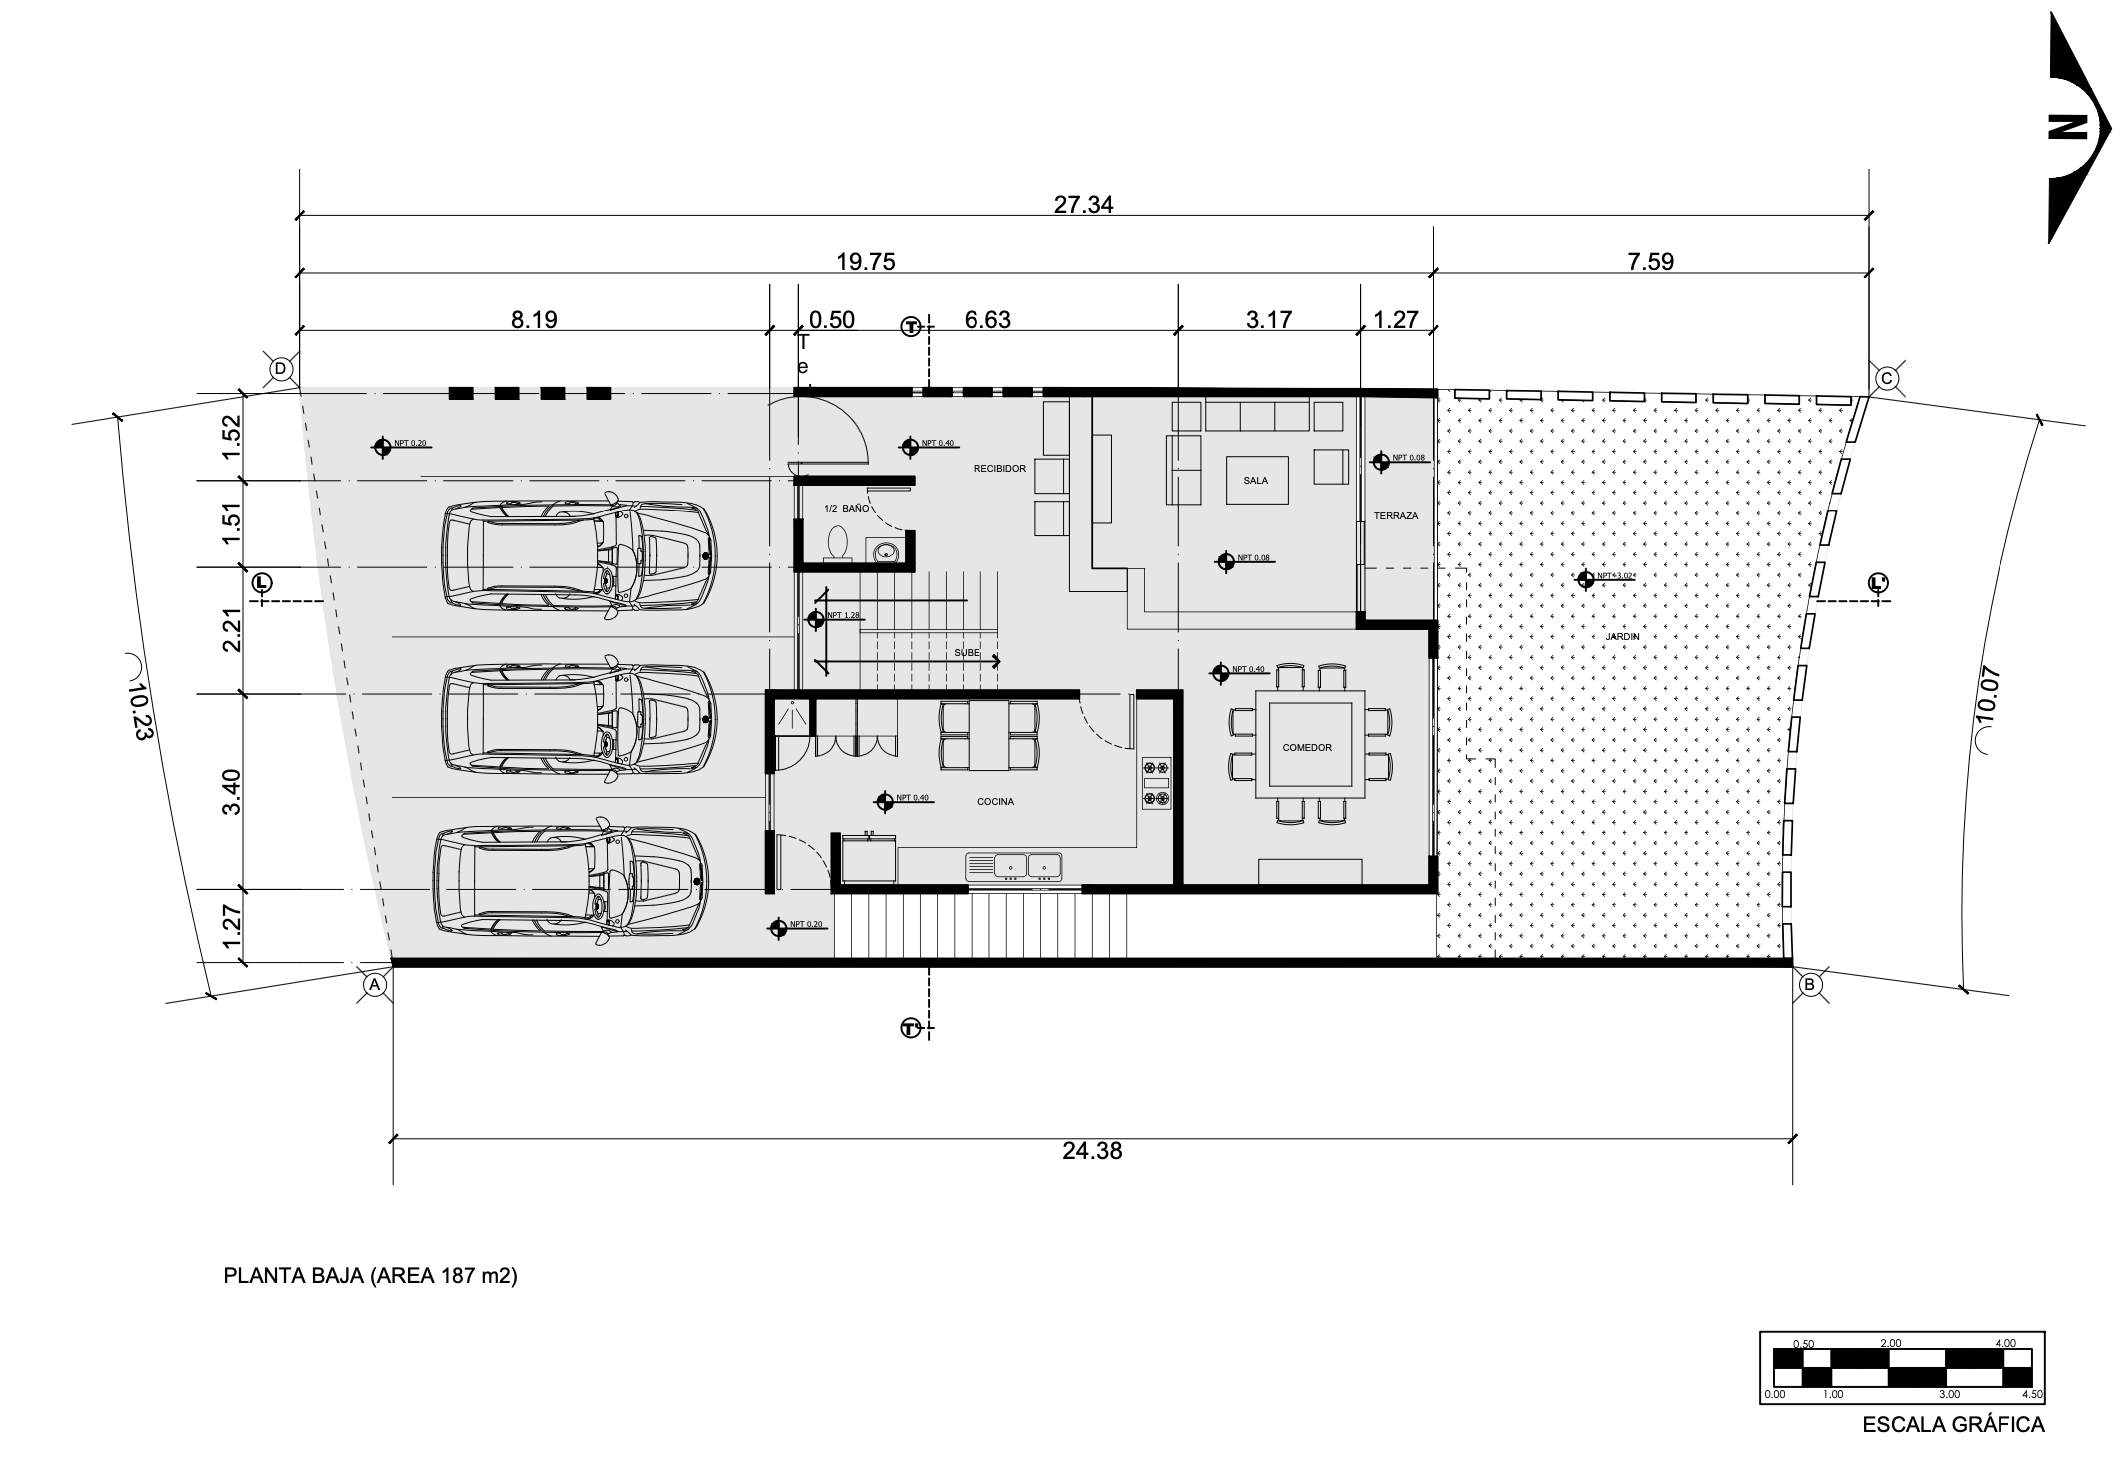 N
27.34
19.75
7.59
8.19
0.50
6.63
3.17
1.27
T
Te.
D
C
1.52
1.51
2.21
3.40
1.27
10.23
10.07
L
L'
NPT 0.20
NPT 0.40
RECIBIDOR
SALA
NPT 0.08
TERRAZA
1/2 BAÑO
NPT 0.08
NPT -3.02
JARDIN
NPT 1.28
SUBE
NPT 0.40
COMEDOR
NPT 0.40
COCINA
NPT 0.20
A
B
T'
24.38
PLANTA BAJA (AREA 187 m2)
0.50 2.00 4.00
0.00 1.00 3.00 4.50
ESCALA GRÁFICA